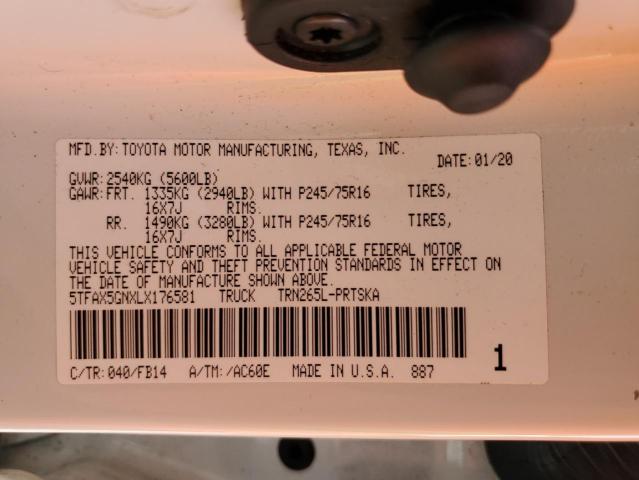 MFD.BY: TOYOTA MOTOR MANUFACTURING, TEXAS, INC. DATE: 01/20
GVWR: 2540KG (5600LB)
GAWR: FRT. 1335KG (2940LB) WITH P245/75R16 TIRES,
16X7J RIMS.
RR. 1490KG (3280LB) WITH P245/75R16 TIRES,
16X7J RIMS.
THIS VEHICLE CONFORMS TO ALL APPLICABLE FEDERAL MOTOR
VEHICLE SAFETY AND THEFT PREVENTION STANDARDS IN EFFECT ON
THE DATE OF MANUFACTURE SHOWN ABOVE.
5TFAX5GNXLX176581 TRUCK TRN265L-PRTSKA
C/TR: 040/FB14 A/TM: /AC60E MADE IN U.S.A. 887 1